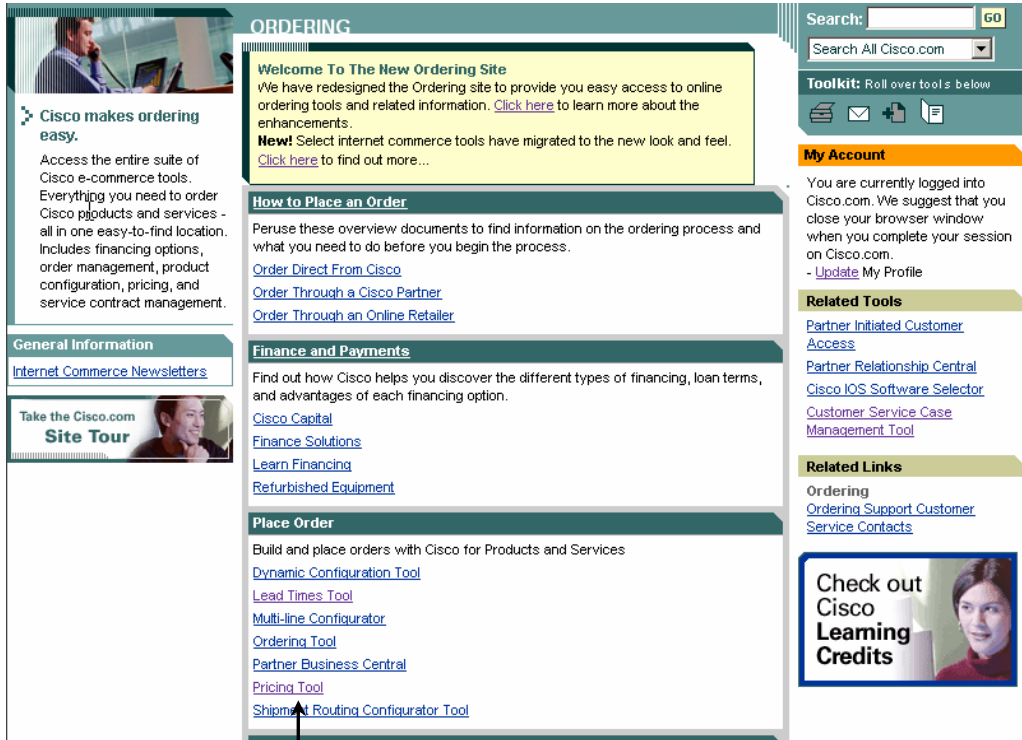 ORDERING
Cisco makes ordering
easy.
Access the entire suite of
Cisco e-commerce tools.
Everything you need to order
Cisco products and services -
all in one easy-to-find location.
Includes financing options,
order management, product
configuration, pricing, and
service contract management.
General Information
Internet Commerce Newsletters
Take the Cisco.com
Site Tour
Welcome To The New Ordering Site
We have redesigned the Ordering site to provide you easy access to online
ordering tools and related information. Click here to learn more about the
enhancements.
New! Select internet commerce tools have migrated to the new look and feel.
Click here to find out more...
How to Place an Order
Peruse these overview documents to find information on the ordering process and
what you need to do before you begin the process.
Order Direct From Cisco
Order Through a Cisco Partner
Order Through an Online Retailer
Finance and Payments
Find out how Cisco helps you discover the different types of financing, loan terms,
and advantages of each financing option.
Cisco Capital
Finance Solutions
Learn Financing
Refurbished Equipment
Place Order
Build and place orders with Cisco for Products and Services
Dynamic Configuration Tool
Lead Times Tool
Multi-line Configurator
Ordering Tool
Partner Business Central
Pricing Tool
Shipment Routing Configurator Tool
Search:
GO
Search All Cisco.com
Toolkit: Roll over tools below
My Account
You are currently logged into
Cisco.com. We suggest that you
close your browser window
when you complete your session
on Cisco.com.
- Update My Profile
Related Tools
Partner Initiated Customer
Access
Partner Relationship Central
Cisco IOS Software Selector
Customer Service Case
Management Tool
Related Links
Ordering
Ordering Support Customer
Service Contacts
Check out
Cisco
Learning
Credits